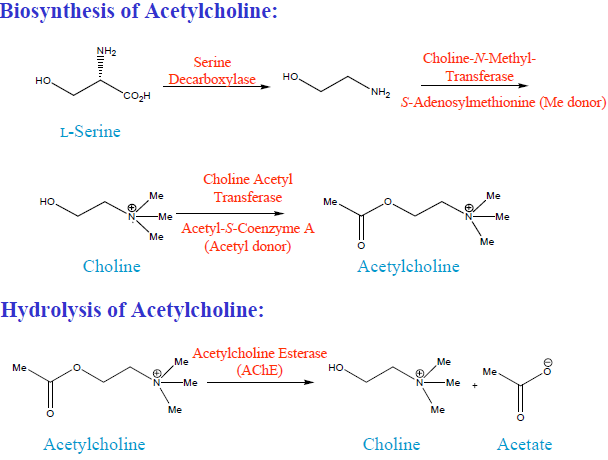 Biosynthesis of Acetylcholine:
NH₂
HO
CO₂H
L-Serine
Serine
Decarboxylase
HO
NH₂
Choline-N-Methyl-
Transferase
S-Adenosylmethionine (Me donor)
HO
⊕
N
Me
Me
Me
Choline
Choline Acetyl
Transferase
Acetyl-S-Coenzyme A
(Acetyl donor)
Me
O
O
⊕
N
Me
Me
Me
Acetylcholine
Hydrolysis of Acetylcholine:
Me
O
O
⊕
N
Me
Me
Me
Acetylcholine
Acetylcholine Esterase
(AChE)
HO
⊕
N
Me
Me
Me
Choline
+
Me
O
⊖
O
Acetate